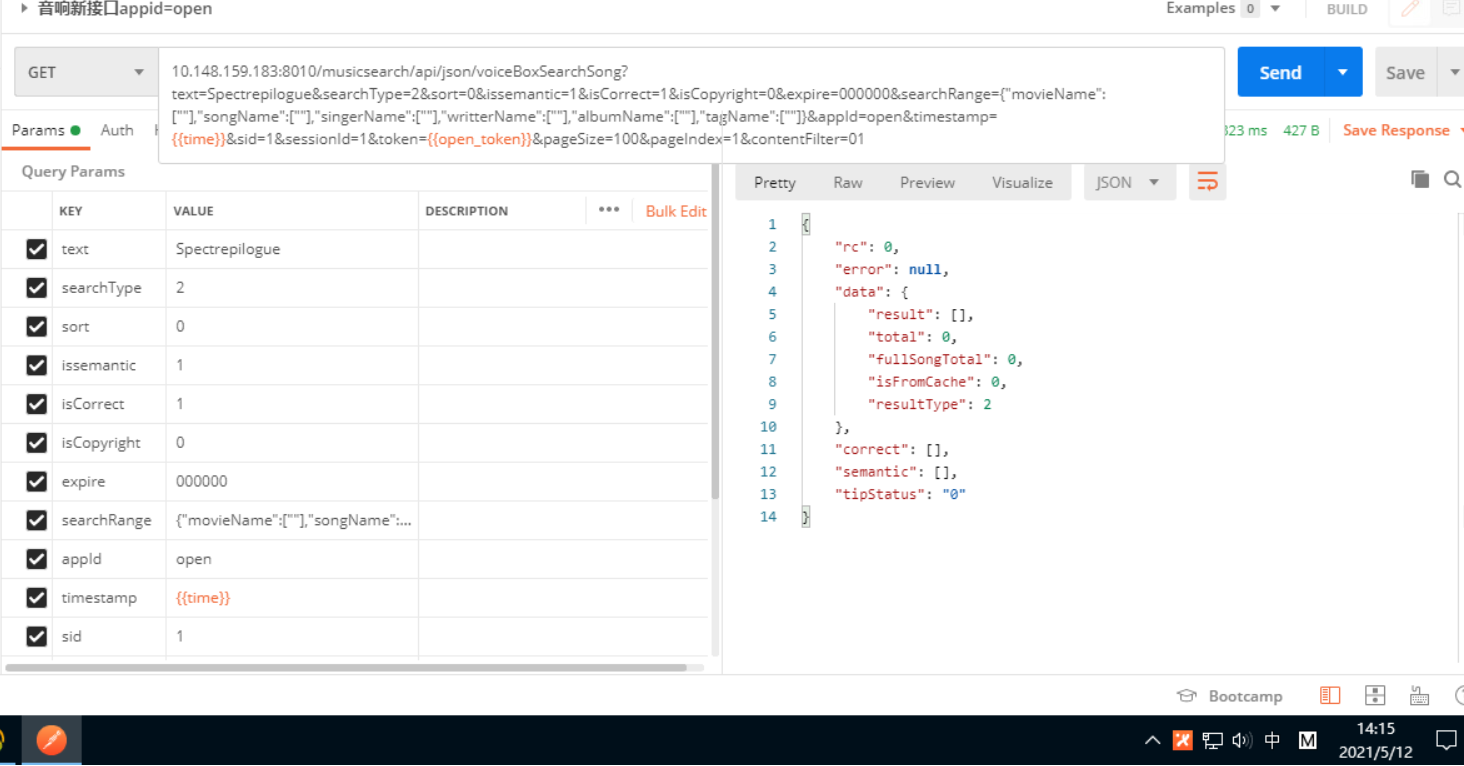 音响新接口appid=open
Examples 0
BUILD
GET
10.148.159.183:8010/musicsearch/api/json/voiceBoxSearchSong?
text=Spectrepilogue&searchType=2&sort=0&issemantic=1&isCorrect=1&isCopyright=0&expire=000000&searchRange={"movieName":
[""],"songName":[""],"singerName":[""],"writterName":[""],"albumName":[""],"tagName":[""]}&appId=open&timestamp=
{{time}}&sid=1&sessionId=1&token={{open_token}}&pageSize=100&pageIndex=1&contentFilter=01
Send
Save
Params
Auth
323 ms
427 B
Save Response
Query Params
Pretty
Raw
Preview
Visualize
JSON
KEY
VALUE
DESCRIPTION
Bulk Edit
text
Spectrepilogue
searchType
2
sort
0
issemantic
1
isCorrect
1
isCopyright
0
expire
000000
searchRange
{"movieName":[""],"songName":...
appId
open
timestamp
{{time}}
sid
1
1 {
2 "rc": 0,
3 "error": null,
4 "data": {
5 "result": [],
6 "total": 0,
7 "fullSongTotal": 0,
8 "isFromCache": 0,
9 "resultType": 2
10 },
11 "correct": [],
12 "semantic": [],
13 "tipStatus": "0"
14 }
Bootcamp
中
M
14:15
2021/5/12